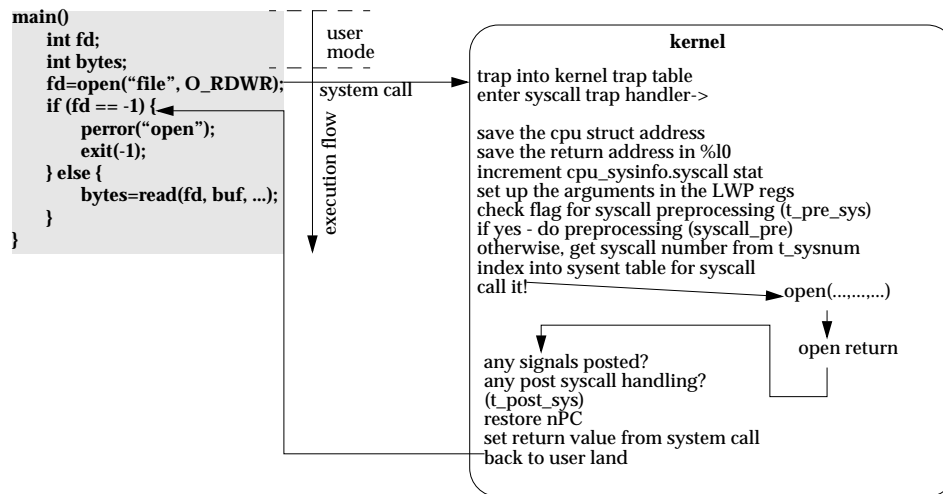 main()
int fd;
int bytes;
fd=open(“file”, O_RDWR);
if (fd == -1) {
perror(“open”);
exit(-1);
} else {
bytes=read(fd, buf, ...);
}
}
user
mode
system call
execution flow
kernel
trap into kernel trap table
enter syscall trap handler->
save the cpu struct address
save the return address in %l0
increment cpu_sysinfo.syscall stat
set up the arguments in the LWP regs
check flag for syscall preprocessing (t_pre_sys)
if yes - do preprocessing (syscall_pre)
otherwise, get syscall number from t_sysnum
index into sysent table for syscall
call it!
open(...,...,...)
open return
any signals posted?
any post syscall handling?
(t_post_sys)
restore nPC
set return value from system call
back to user land